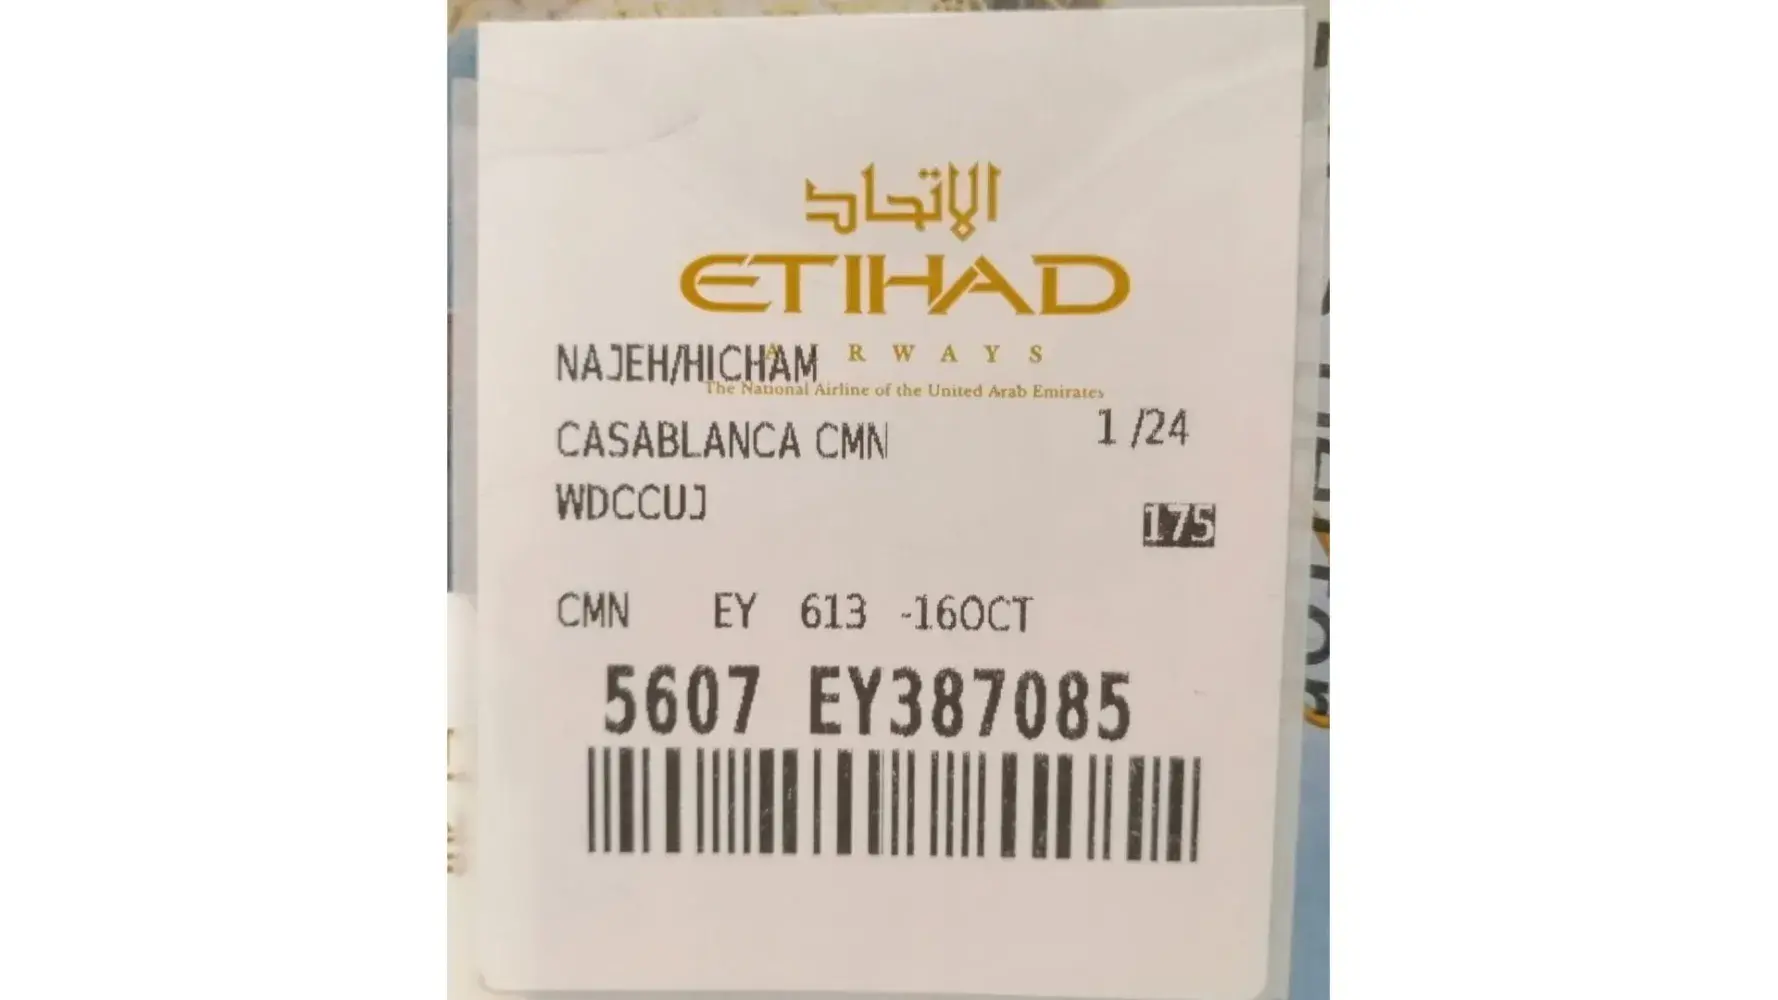 الاتحاد
ETIHAD
AIRWAYS
NAJEH/HICHAM
The National Airline of the United Arab Emirates
CASABLANCA CMN
1 /24
WDCCUJ
175
CMN EY 613 -16OCT
5607 EY387085